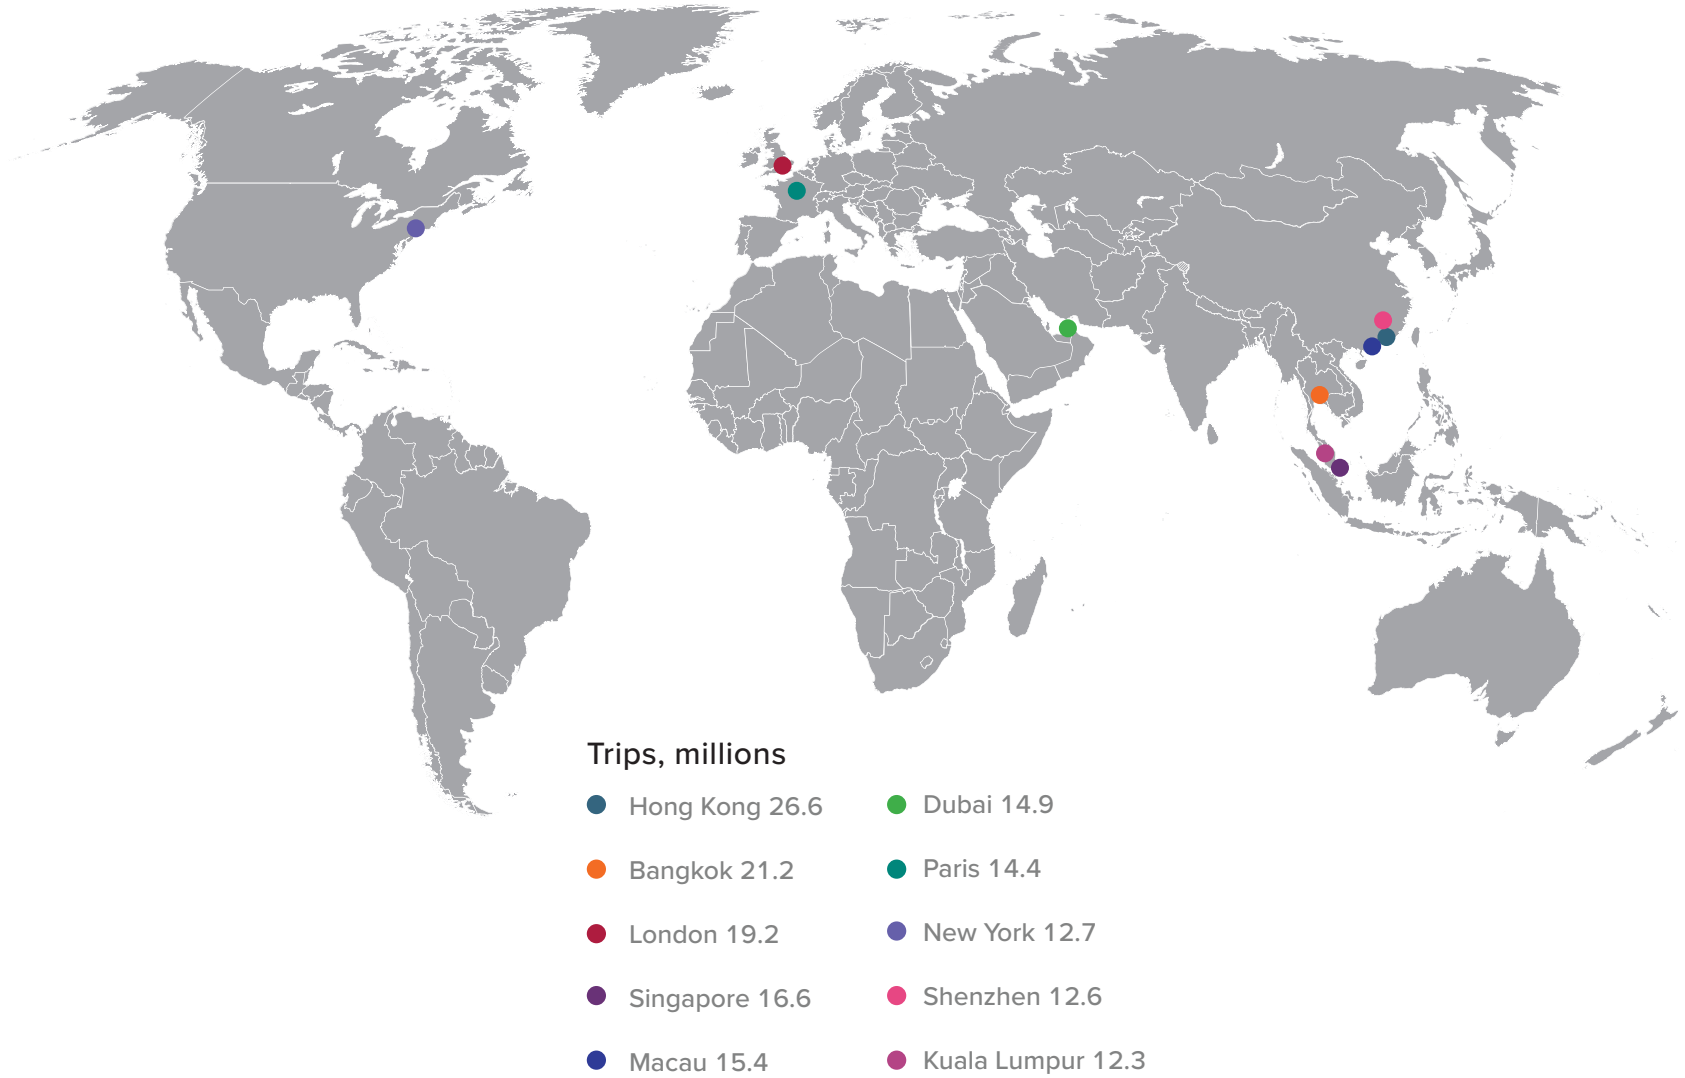 Trips, millions
Hong Kong 26.6
Bangkok 21.2
London 19.2
Singapore 16.6
Macau 15.4
Dubai 14.9
Paris 14.4
New York 12.7
Shenzhen 12.6
Kuala Lumpur 12.3